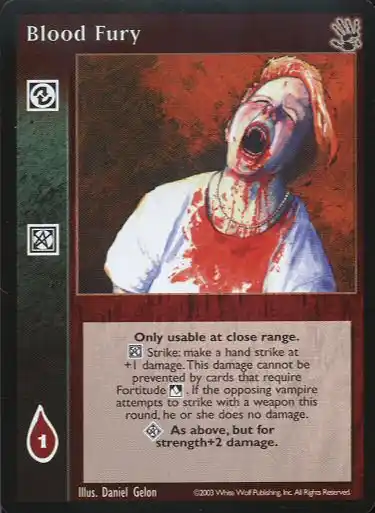 Blood Fury
Only usable at close range.
Strike: make a hand strike at
+1 damage. This damage cannot be
prevented by cards that require
Fortitude . If the opposing vampire
attempts to strike with a weapon this
round, he or she does no damage.
As above, but for
strength+2 damage.
1
Illus. Daniel Gelon ©2003 White Wolf Publishing, Inc. All Rights Reserved.